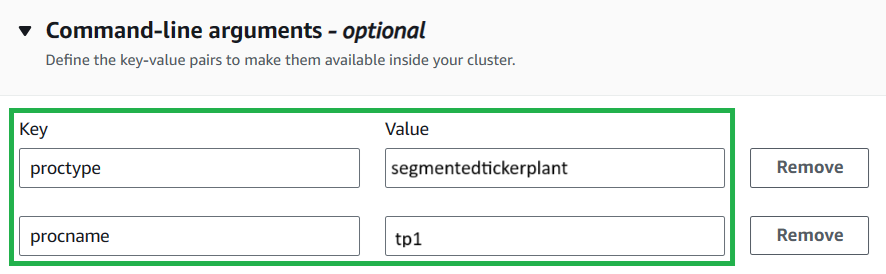 Command-line arguments - optional
Define the key-value pairs to make them available inside your cluster.
Key Value
proctype segmentedtickerplant Remove
procname tp1 Remove